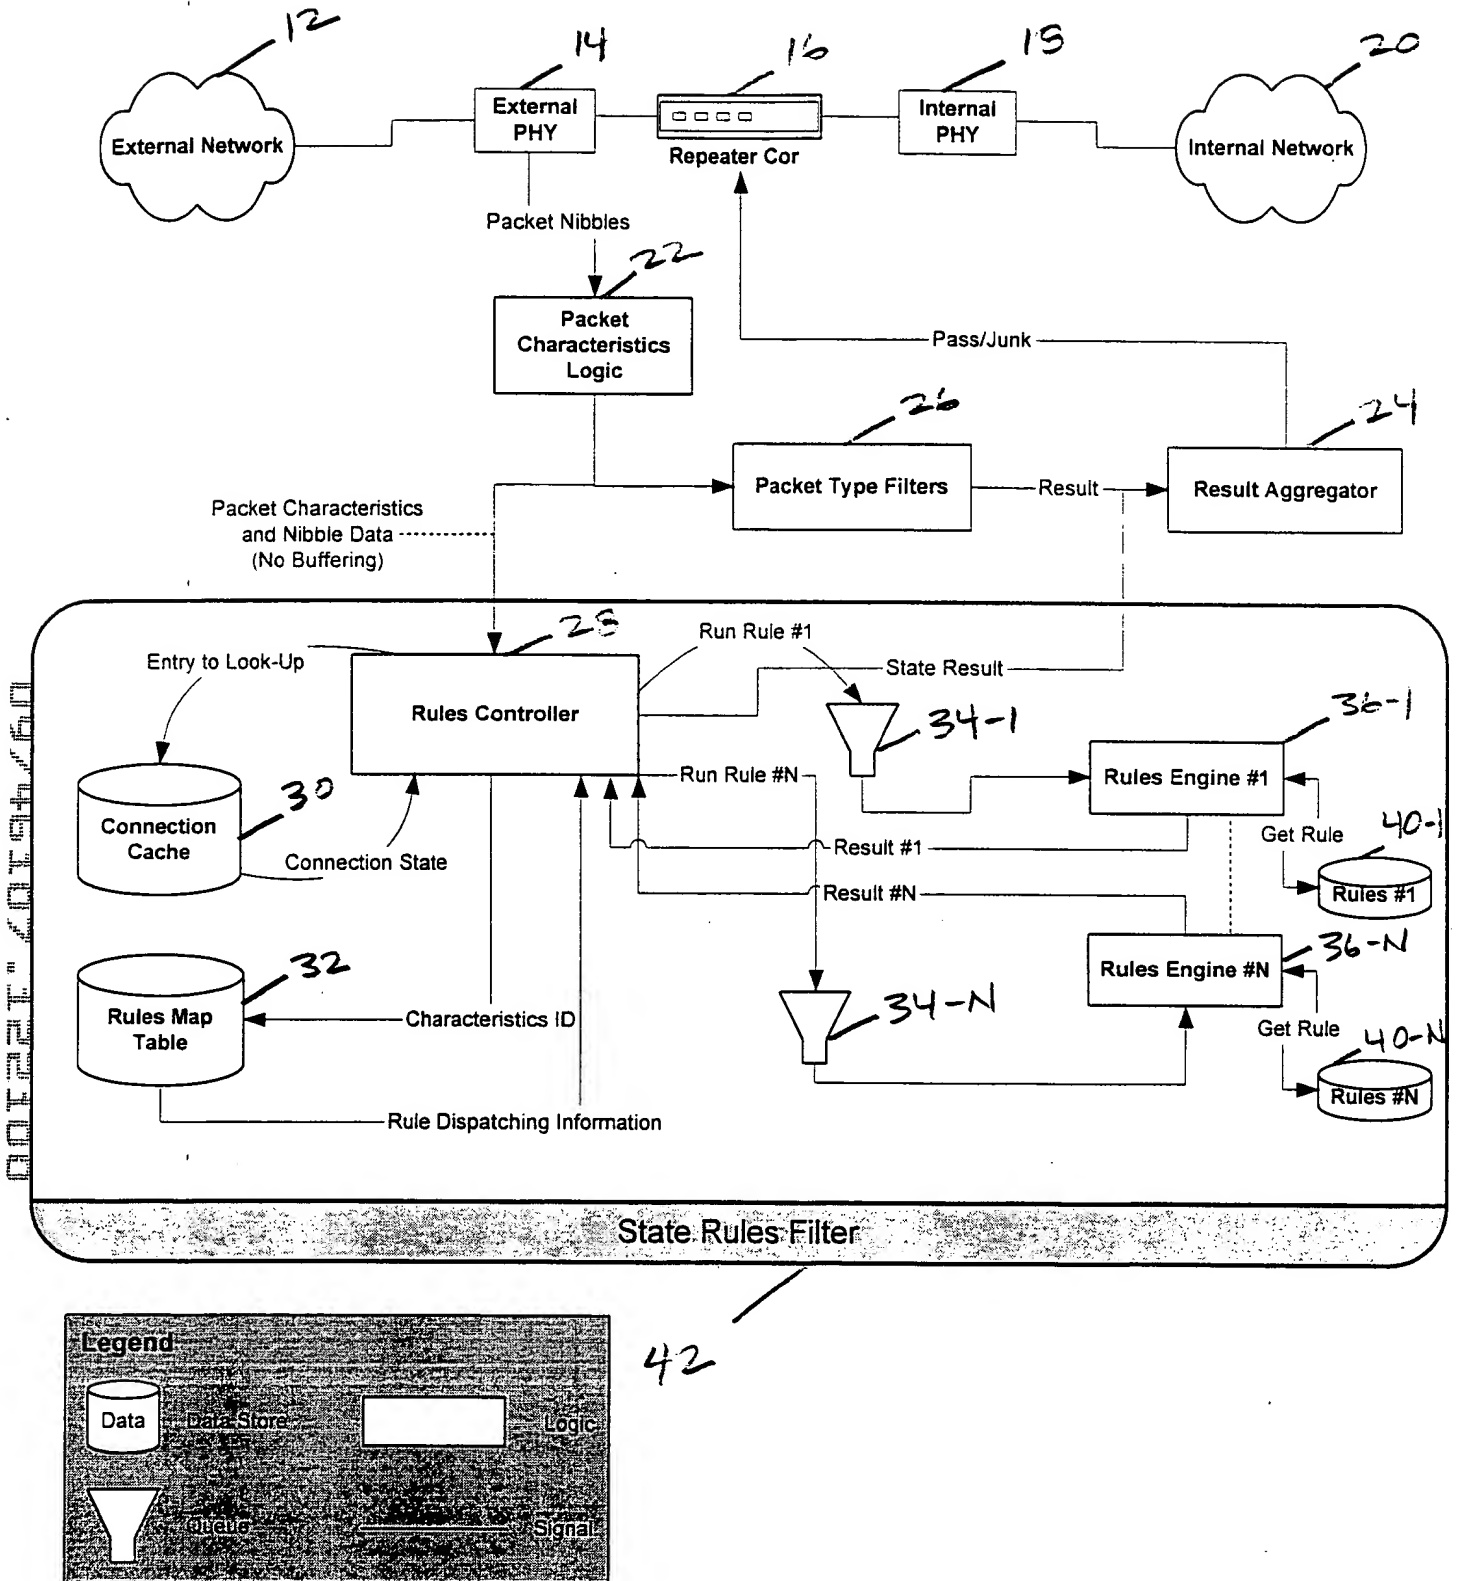 12
14
16
18
20
External Network
External
PHY
Repeater Cor
Internal
PHY
Internal Network
Packet Nibbles
22
Packet
Characteristics
Logic
Pass/Junk
26
24
Packet Type Filters
Result
Result Aggregator
Packet Characteristics
and Nibble Data
(No Buffering)
28
Run Rule #1
Entry to Look-Up
State Result
Rules Controller
34-1
36-1
Run Rule #N
Rules Engine #1
30
Connection
Cache
Get Rule
40-1
Connection State
Result #1
Result #N
Rules #1
32
36-N
Rules Engine #N
34-N
Rules Map
Table
Characteristics ID
Get Rule
40-N
Rules #N
Rule Dispatching Information
State Rules Filter
42
Legend
Data
Data Store
Logic
Queue
Signal